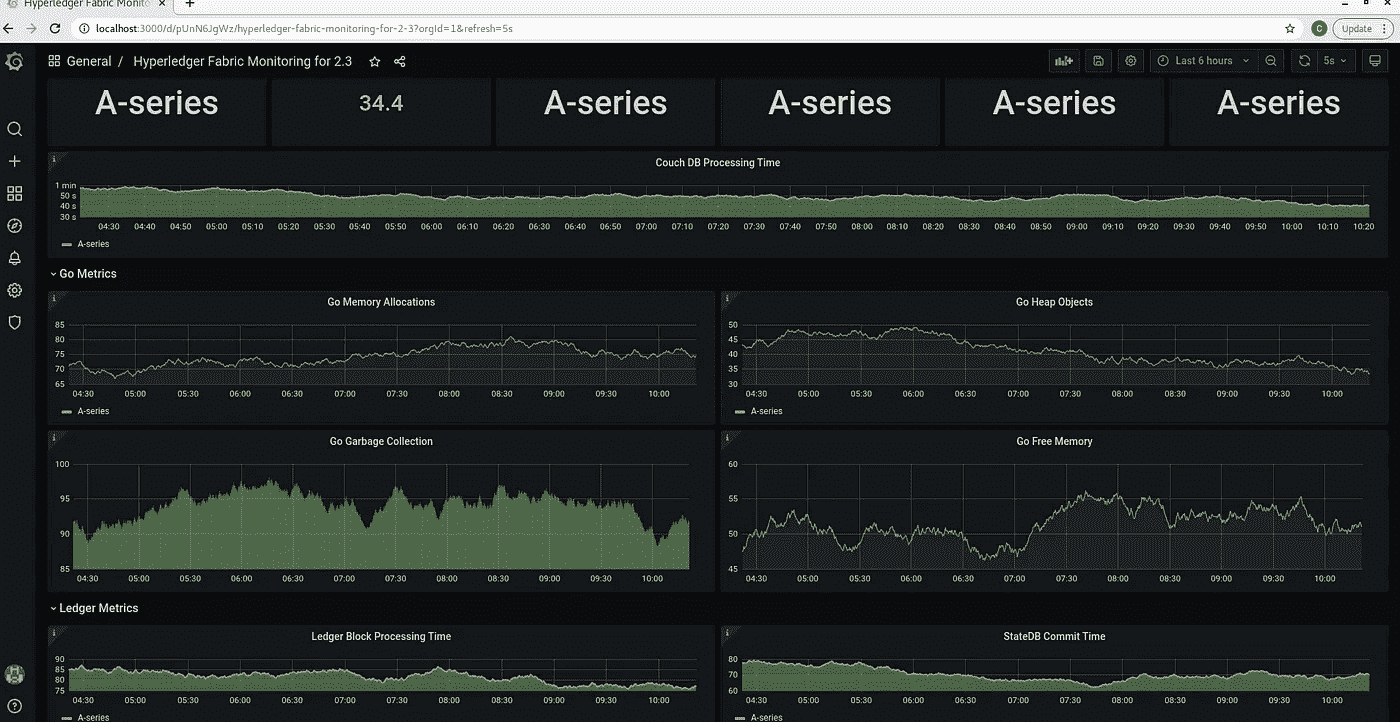 Hyperledger Fabric Monito
localhost:3000/d/pUnN6JgWz/hyperledger-fabric-monitoring-for-2-3?orgId=1&refresh=5s
C
Update
General / Hyperledger Fabric Monitoring for 2.3
Last 6 hours
5s
A-series 34.4 A-series A-series A-series A-series
Couch DB Processing Time
1 min
50 s
40 s
30 s
04:30 04:40 04:50 05:00 05:10 05:20 05:30 05:40 05:50 06:00 06:10 06:20 06:30 06:40 06:50 07:00 07:10 07:20 07:30 07:40 07:50 08:00 08:10 08:20 08:30 08:40 08:50 09:00 09:10 09:20 09:30 09:40 09:50 10:00 10:10 10:20
A-series
Go Metrics
Go Memory Allocations
85
80
75
70
65
04:30 05:00 05:30 06:00 06:30 07:00 07:30 08:00 08:30 09:00 09:30 10:00
A-series
Go Heap Objects
50
45
40
35
30
04:30 05:00 05:30 06:00 06:30 07:00 07:30 08:00 08:30 09:00 09:30 10:00
A-series
Go Garbage Collection
100
95
90
85
04:30 05:00 05:30 06:00 06:30 07:00 07:30 08:00 08:30 09:00 09:30 10:00
Go Free Memory
60
55
50
45
04:30 05:00 05:30 06:00 06:30 07:00 07:30 08:00 08:30 09:00 09:30 10:00
Ledger Metrics
Ledger Block Processing Time
90
85
80
75
04:30 05:00 05:30 06:00 06:30 07:00 07:30 08:00 08:30 09:00 09:30 10:00
A-series
StateDB Commit Time
80
70
60
04:30 05:00 05:30 06:00 06:30 07:00 07:30 08:00 08:30 09:00 09:30 10:00
A-series